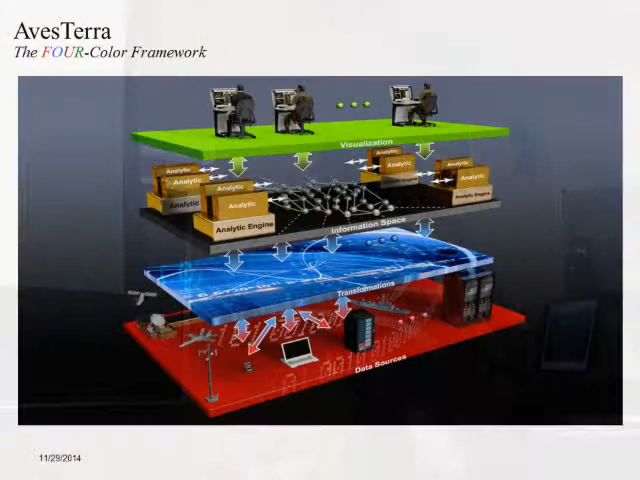 AvesTerra
The FOUR-Color Framework
Visualization
Analytic
Analytic
Analytic
Analytic
Analytic Engine
Analytic
Analytic
Analytic
Analytic
Analytic Engine
Information Space
Transformations
Data Sources
11/29/2014